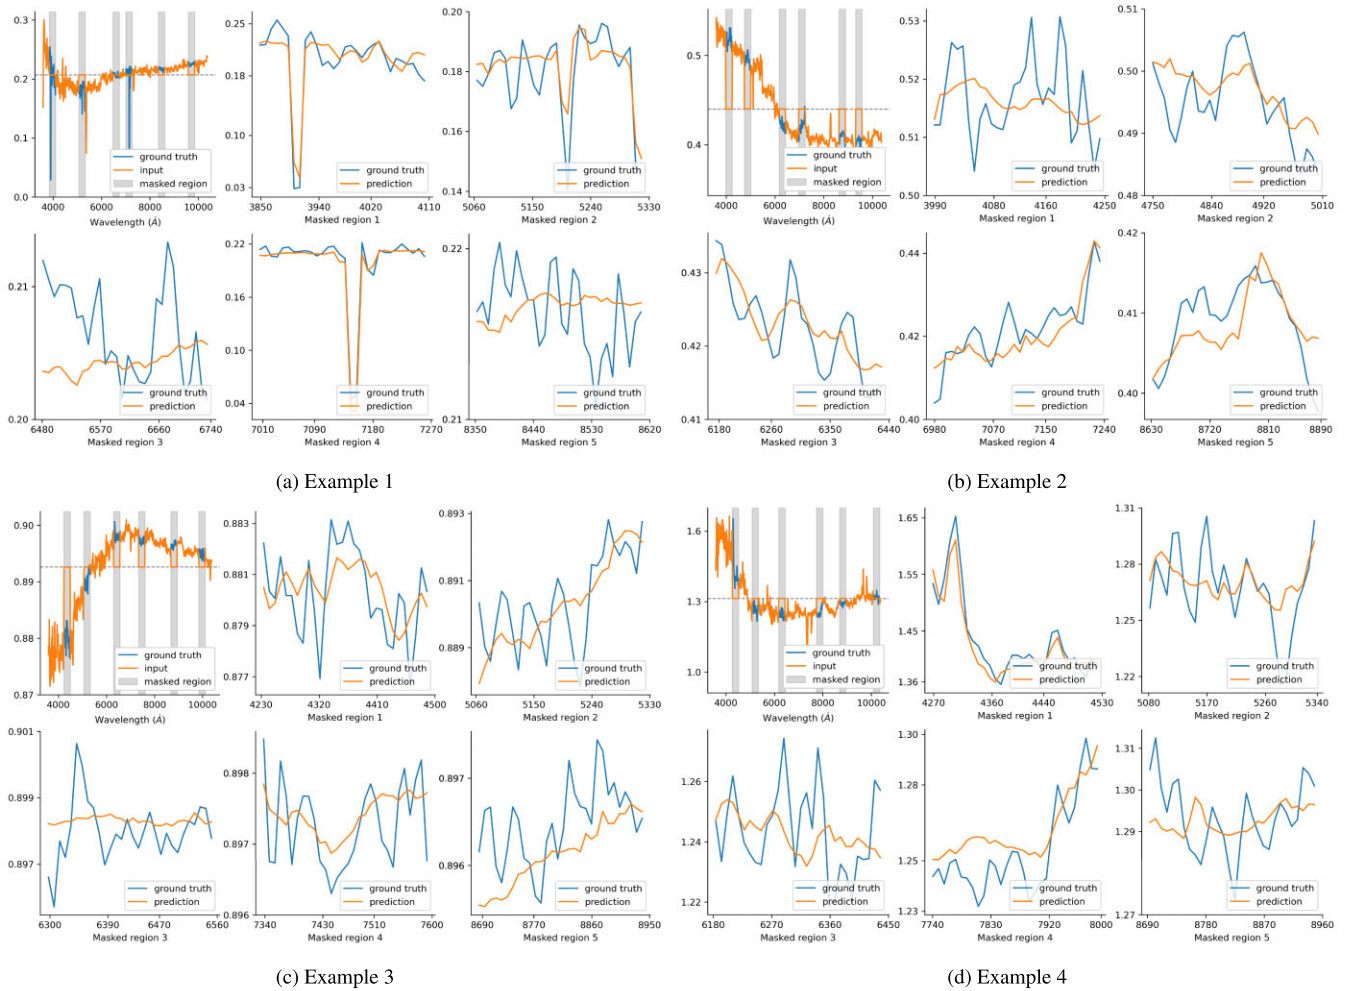 0.3
0.2
0.1
0.0
4000 6000 8000 10000
Wavelength (Å)
ground truth
input
masked region
0.25
0.18
0.10
0.03
3850 3940 4020 4110
Masked region 1
ground truth
prediction
0.20
0.18
0.16
0.14
5060 5150 5240 5330
Masked region 2
ground truth
prediction
0.21
0.20
6480 6570 6660 6740
Masked region 3
ground truth
prediction
0.22
0.16
0.10
0.04
7010 7090 7180 7270
Masked region 4
ground truth
prediction
0.22
0.21
8350 8440 8530 8620
Masked region 5
ground truth
prediction
(a) Example 1
0.5
0.4
4000 6000 8000 10000
Wavelength (Å)
ground truth
input
masked region
0.53
0.52
0.51
0.50
3990 4080 4160 4250
Masked region 1
ground truth
prediction
0.51
0.50
0.49
0.48
4750 4840 4920 5010
Masked region 2
ground truth
prediction
0.43
0.42
0.41
6180 6260 6360 6440
Masked region 3
ground truth
prediction
0.44
0.42
0.40
6980 7070 7150 7240
Masked region 4
ground truth
prediction
0.42
0.41
0.40
8630 8720 8810 8890
Masked region 5
ground truth
prediction
(b) Example 2
0.90
0.89
0.88
0.87
4000 6000 8000 10000
Wavelength (Å)
ground truth
input
masked region
0.883
0.881
0.879
0.877
4230 4320 4410 4500
Masked region 1
ground truth
prediction
0.893
0.891
0.889
5060 5150 5240 5330
Masked region 2
ground truth
prediction
0.901
0.899
0.897
6300 6390 6470 6560
Masked region 3
ground truth
prediction
0.898
0.897
0.896
7340 7430 7510 7600
Masked region 4
ground truth
prediction
0.897
0.896
8690 8770 8860 8950
Masked region 5
ground truth
prediction
(c) Example 3
1.6
1.3
1.0
4000 6000 8000 10000
Wavelength (Å)
ground truth
input
masked region
1.65
1.55
1.45
1.36
4270 4360 4440 4530
Masked region 1
ground truth
prediction
1.31
1.28
1.25
1.22
5080 5170 5260 5340
Masked region 2
ground truth
prediction
1.26
1.24
1.22
6180 6270 6360 6450
Masked region 3
ground truth
prediction
1.30
1.28
1.25
1.23
7740 7830 7920 8000
Masked region 4
ground truth
prediction
1.31
1.30
1.29
1.27
8690 8780 8870 8960
Masked region 5
ground truth
prediction
(d) Example 4